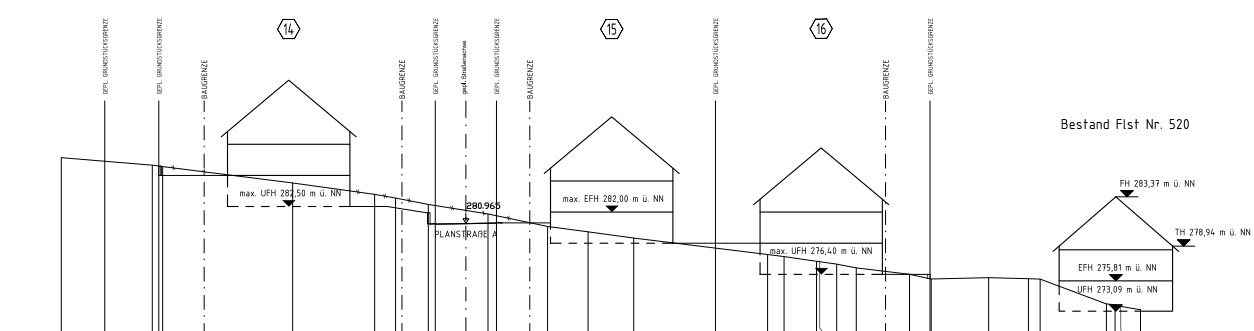 14
15
16
GEPL. GRUNDSTÜCKSGRENZE
GEPL. GRUNDSTÜCKSGRENZE
BAUGRENZE
BAUGRENZE
GEPL. GRUNDSTÜCKSGRENZE
gepl. Straßenachse
GEPL. GRUNDSTÜCKSGRENZE
BAUGRENZE
GEPL. GRUNDSTÜCKSGRENZE
BAUGRENZE
GEPL. GRUNDSTÜCKSGRENZE
Bestand Flst Nr. 520
max. UFH 282,50 m ü. NN
280.965
PLANSTRAßE A
max. EFH 282,00 m ü. NN
max. UFH 276,40 m ü. NN
FH 283,37 m ü. NN
TH 278,94 m ü. NN
EFH 275,81 m ü. NN
UFH 273,09 m ü. NN